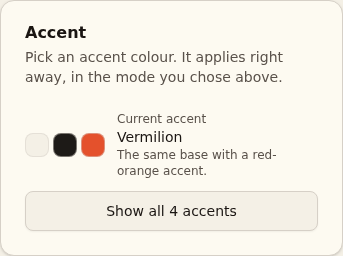 Accent
Pick an accent colour. It applies right
away, in the mode you chose above.
Current accent
Vermilion
The same base with a red-
orange accent.
Show all 4 accents